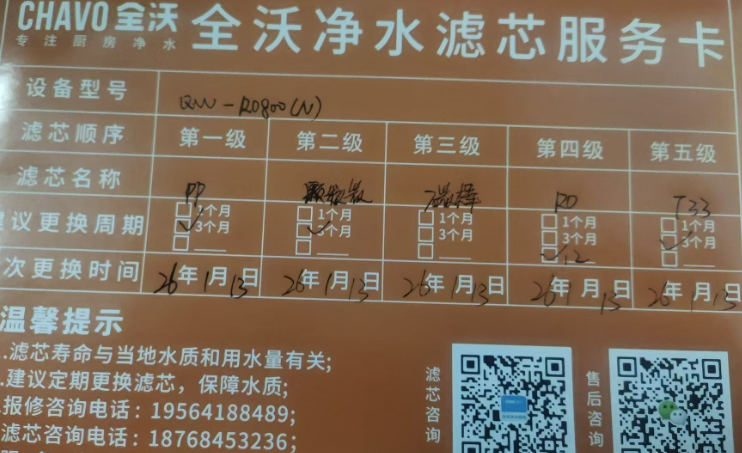 CHAVO 全沃
专注厨房净水
全沃净水滤芯服务卡
设备型号 QW-RO800(N)
滤芯顺序 第一级 第二级 第三级 第四级 第五级
滤芯名称 PP 颗粒炭 RO T33
建议更换周期 1个月 1个月 1个月 1个月 1个月
3个月 3个月 3个月 3个月 3个月
12
次更换时间 26年1月13日 26年1月13日 26年1月13日 26年1月13日 26年1月13日
温馨提示
.滤芯寿命与当地水质和用水量有关;
.建议定期更换滤芯，保障水质;
.报修咨询电话：19564188489;
滤芯咨询电话：18768453236;
滤芯咨询
售后咨询